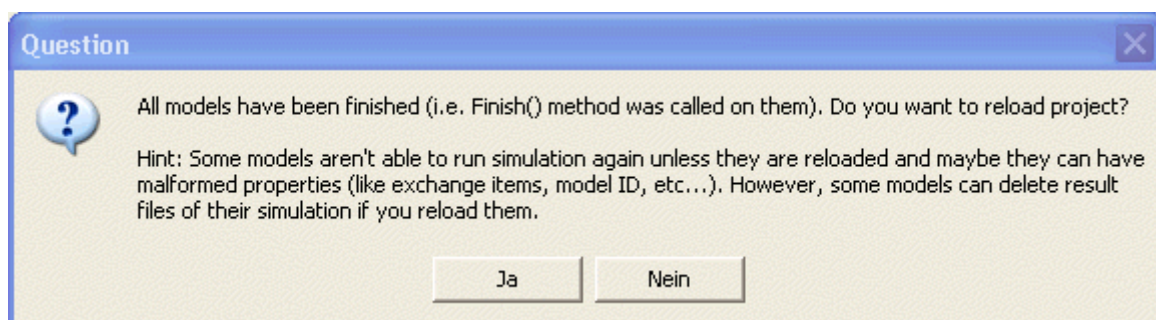 Question
All models have been finished (i.e. Finish() method was called on them). Do you want to reload project?
Hint: Some models aren't able to run simulation again unless they are reloaded and maybe they can have
malformed properties (like exchange items, model ID, etc...). However, some models can delete result
files of their simulation if you reload them.
Ja Nein